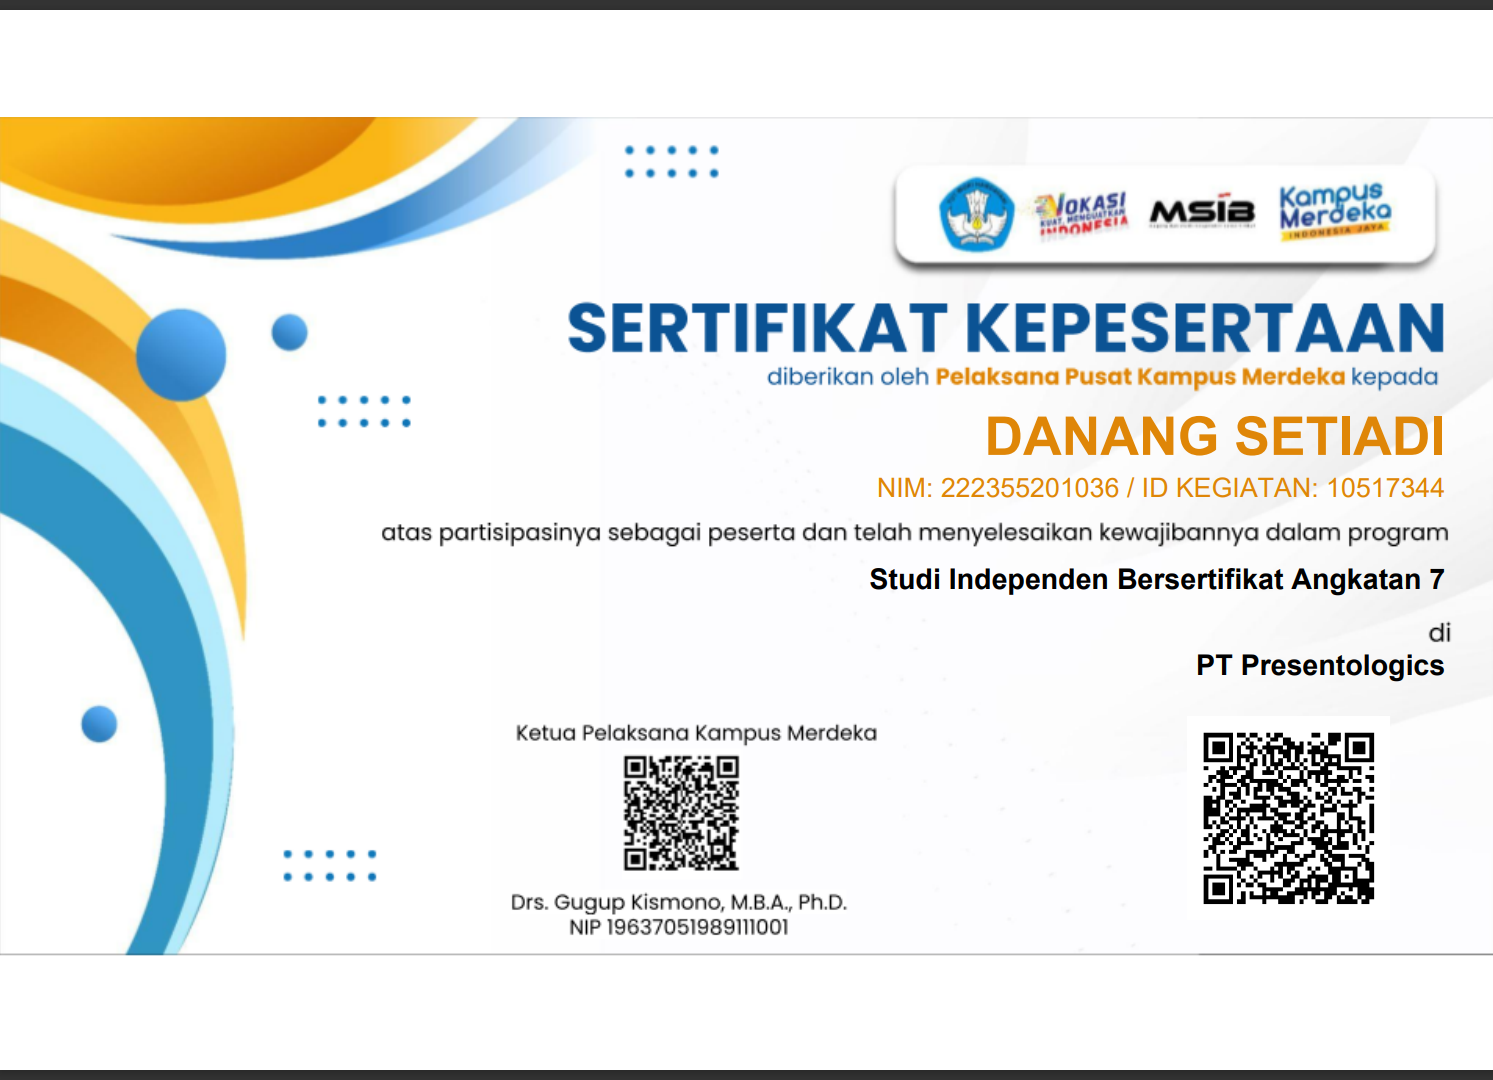 VOKASI
KUAT, MENGUATKAN
INDONESIA
MSIB
Kampus
Merdeka
INDONESIA JAYA
SERTIFIKAT KEPESERTAAN
diberikan oleh Pelaksana Pusat Kampus Merdeka kepada
DANANG SETIADI
NIM: 222355201036 / ID KEGIATAN: 10517344
atas partisipasinya sebagai peserta dan telah menyelesaikan kewajibannya dalam program
Studi Independen Bersertifikat Angkatan 7
di
PT Presentologics
Ketua Pelaksana Kampus Merdeka
Drs. Gugup Kismono, M.B.A., Ph.D.
NIP 19637051989111001